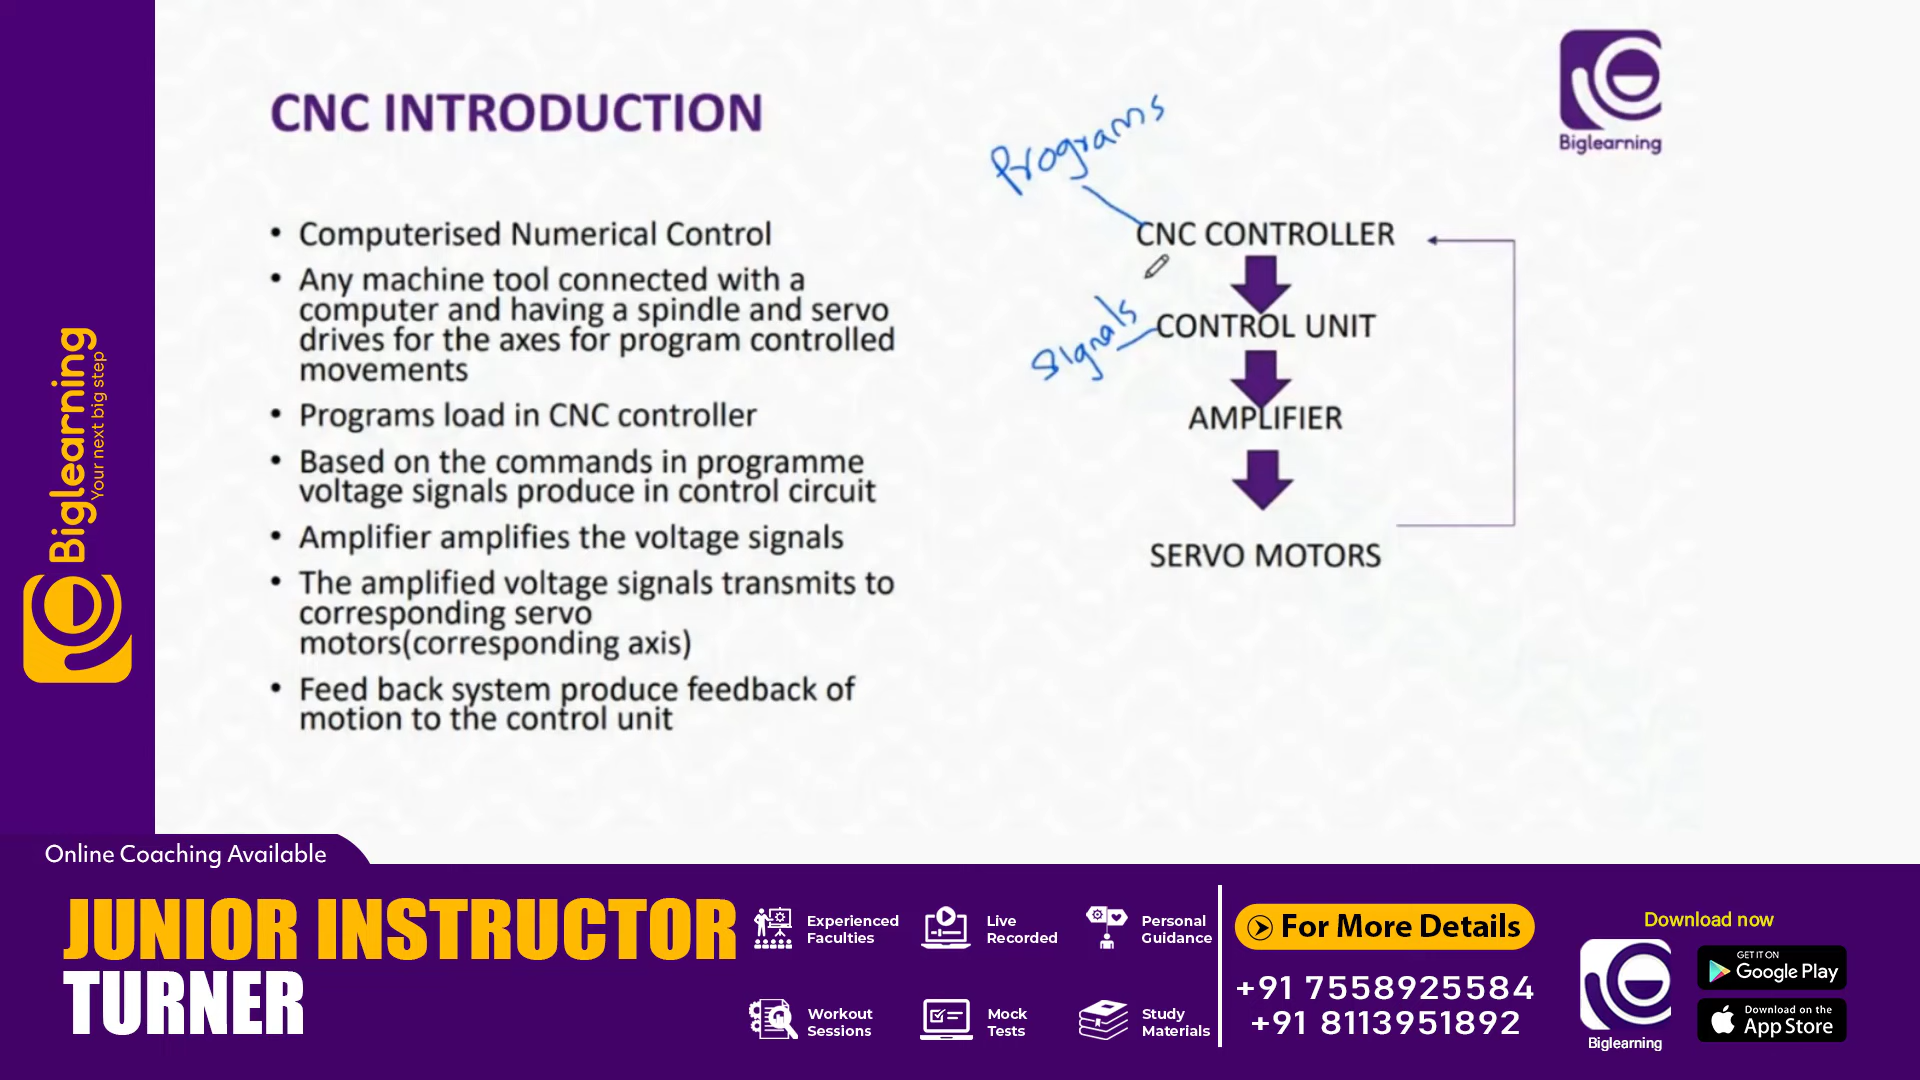 CNC INTRODUCTION
Biglearning
Programs
• Computerised Numerical Control
• Any machine tool connected with a
computer and having a spindle and servo
drives for the axes for program controlled
movements
• Programs load in CNC controller
• Based on the commands in programme
voltage signals produce in control circuit
• Amplifier amplifies the voltage signals
• The amplified voltage signals transmits to
corresponding servo
motors(corresponding axis)
• Feed back system produce feedback of
motion to the control unit
CNC CONTROLLER
Signals
CONTROL UNIT
AMPLIFIER
SERVO MOTORS
Biglearning
Your next big step
Online Coaching Available
JUNIOR INSTRUCTOR
TURNER
Experienced
Faculties
Live
Recorded
Personal
Guidance
Workout
Sessions
Mock
Tests
Study
Materials
For More Details
+91 7558925584
+91 8113951892
Download now
Biglearning
GET IT ON
Google Play
Download on the
App Store